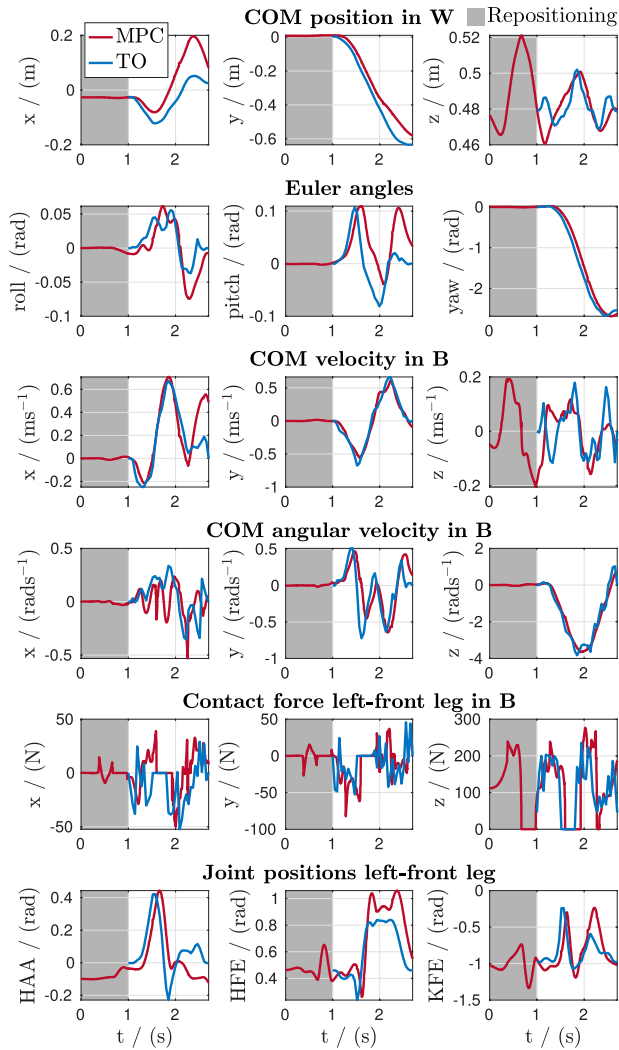 COM position in W
Repositioning
MPC
TO
x / (m)
0.2
0
-0.2
0 1 2
y / (m)
0
-0.2
-0.4
-0.6
0 1 2
z / (m)
0.52
0.5
0.48
0.46
0 1 2
Euler angles
roll / (rad)
0.05
0
-0.05
-0.1
0 1 2
pitch / (rad)
0.1
0
-0.1
0 1 2
yaw / (rad)
0
-1
-2
0 1 2
COM velocity in B
x / (ms⁻¹)
0.6
0.4
0.2
0
-0.2
0 1 2
y / (ms⁻¹)
0.5
0
-0.5
-1
0 1 2
z / (ms⁻¹)
0.2
0
-0.2
0 1 2
COM angular velocity in B
x / (rads⁻¹)
0.5
0
-0.5
0 1 2
y / (rads⁻¹)
0.5
0
-0.5
-1
0 1 2
z / (rads⁻¹)
2
0
-2
-4
0 1 2
Contact force left-front leg in B
x / (N)
50
0
-50
0 1 2
y / (N)
50
0
-50
-100
0 1 2
z / (N)
300
200
100
0
0 1 2
Joint positions left-front leg
HAA / (rad)
0.4
0.2
0
-0.2
0 1 2
t / (s)
HFE / (rad)
1
0.8
0.6
0.4
0 1 2
t / (s)
KFE / (rad)
0
-0.5
-1
-1.5
0 1 2
t / (s)